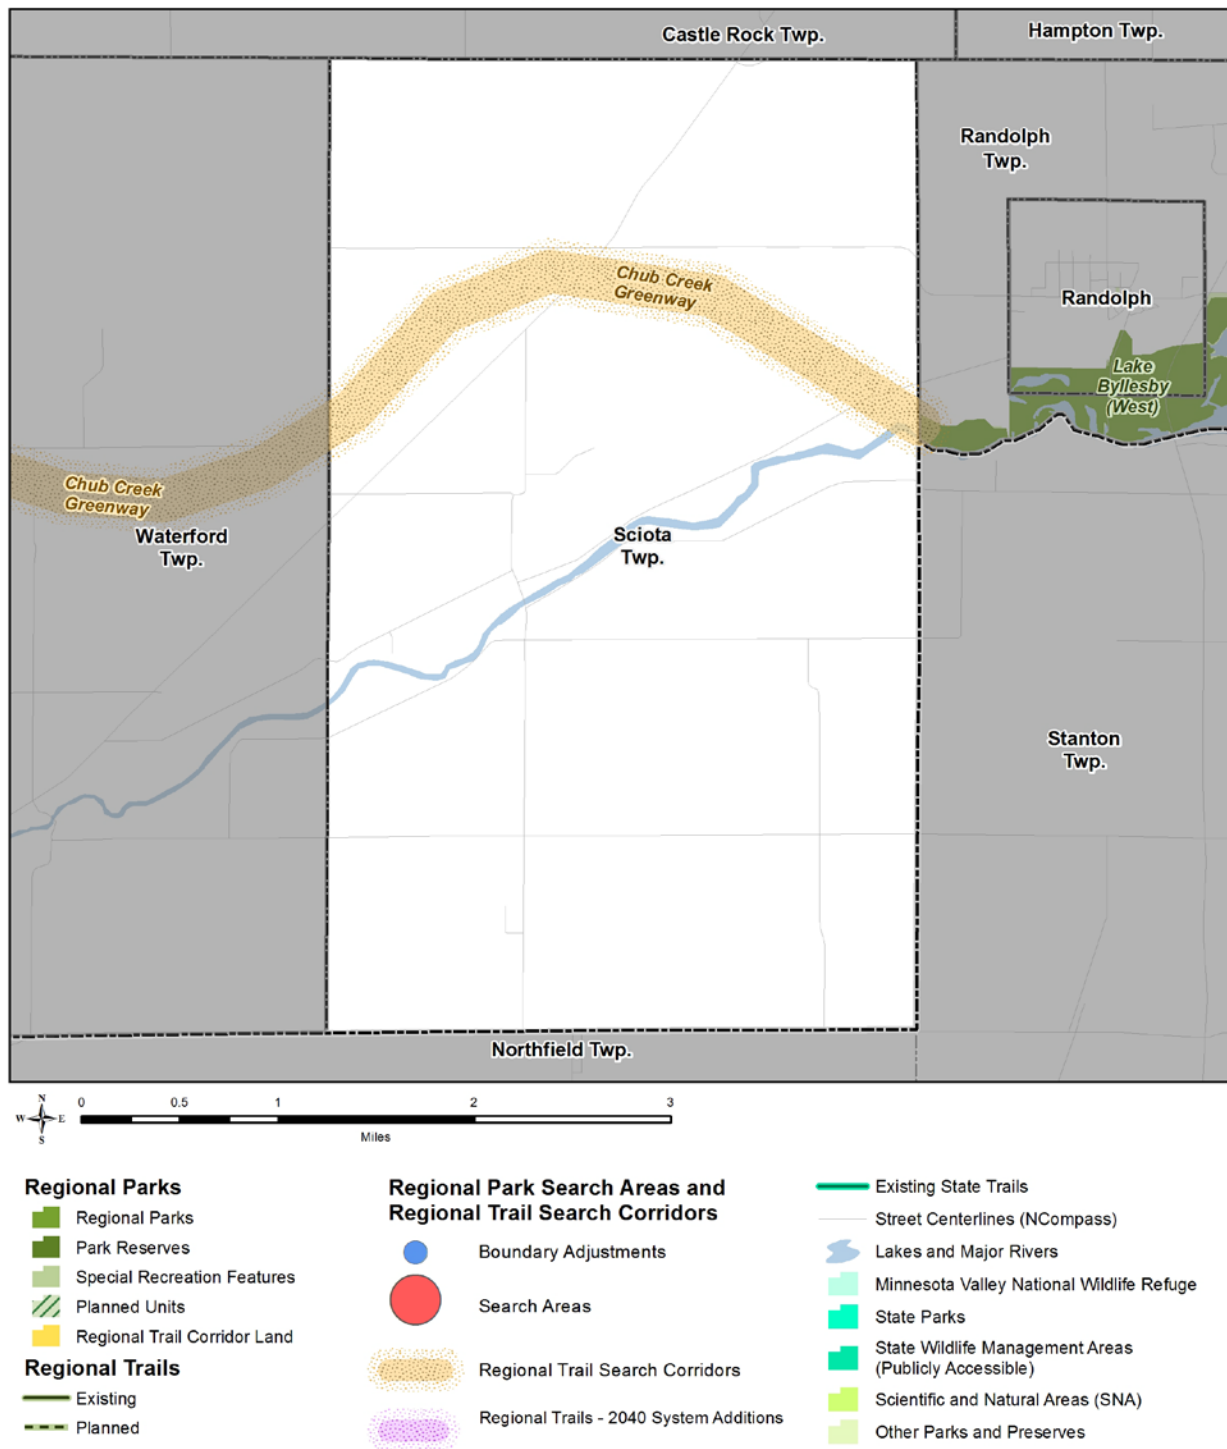 Castle Rock Twp.
Hampton Twp.
Randolph
Twp.
Chub Creek
Greenway
Randolph
Lake
Byllesby
(West)
Chub Creek
Greenway
Waterford
Twp.
Sciota
Twp.
Stanton
Twp.
Northfield Twp.
N
W E
S
0 0.5 1 2 3
Miles
Regional Parks
Regional Parks
Park Reserves
Special Recreation Features
Planned Units
Regional Trail Corridor Land
Regional Trails
Existing
Planned
Regional Park Search Areas and
Regional Trail Search Corridors
Boundary Adjustments
Search Areas
Regional Trail Search Corridors
Regional Trails - 2040 System Additions
Existing State Trails
Street Centerlines (NCompass)
Lakes and Major Rivers
Minnesota Valley National Wildlife Refuge
State Parks
State Wildlife Management Areas
(Publicly Accessible)
Scientific and Natural Areas (SNA)
Other Parks and Preserves